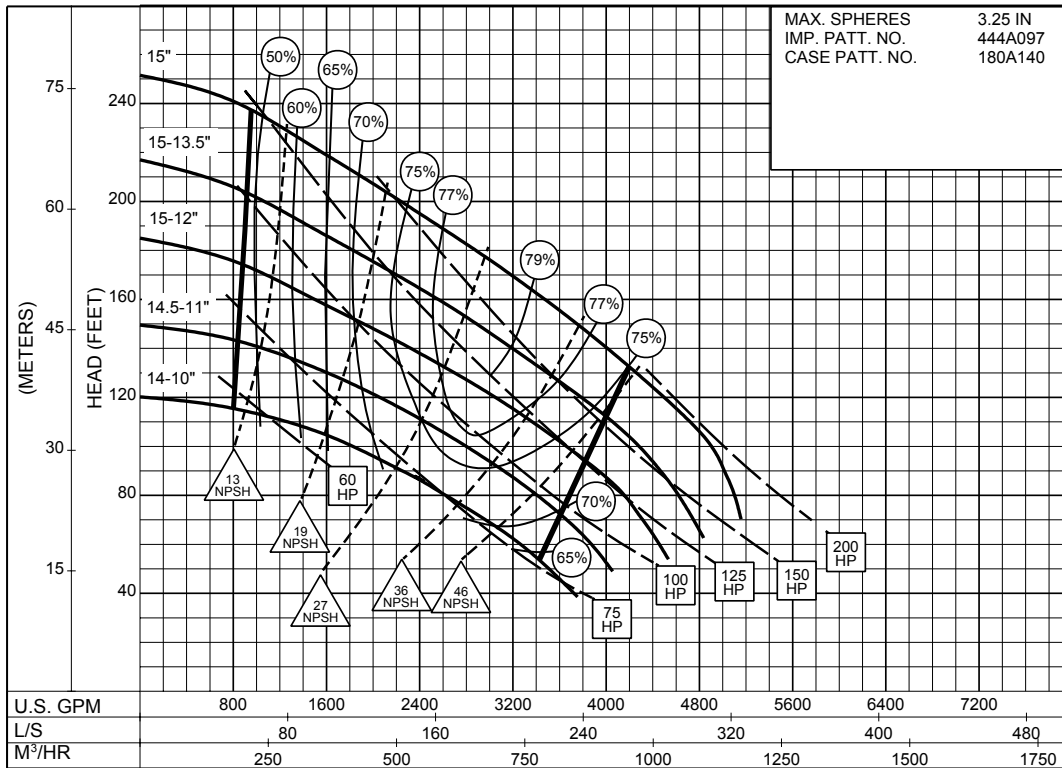 MAX. SPHERES 3.25 IN
IMP. PATT. NO. 444A097
CASE PATT. NO. 180A140
15"
15-13.5"
15-12"
14.5-11"
14-10"
50%
65%
60%
70%
75%
77%
79%
77%
75%
70%
65%
(METERS)
75
60
45
30
15
HEAD (FEET)
240
200
160
120
80
40
13 NPSH
19 NPSH
27 NPSH
36 NPSH
46 NPSH
60 HP
75 HP
100 HP
125 HP
150 HP
200 HP
U.S. GPM 800 1600 2400 3200 4000 4800 5600 6400 7200
L/S 80 160 240 320 400 480
M³/HR 250 500 750 1000 1250 1500 1750